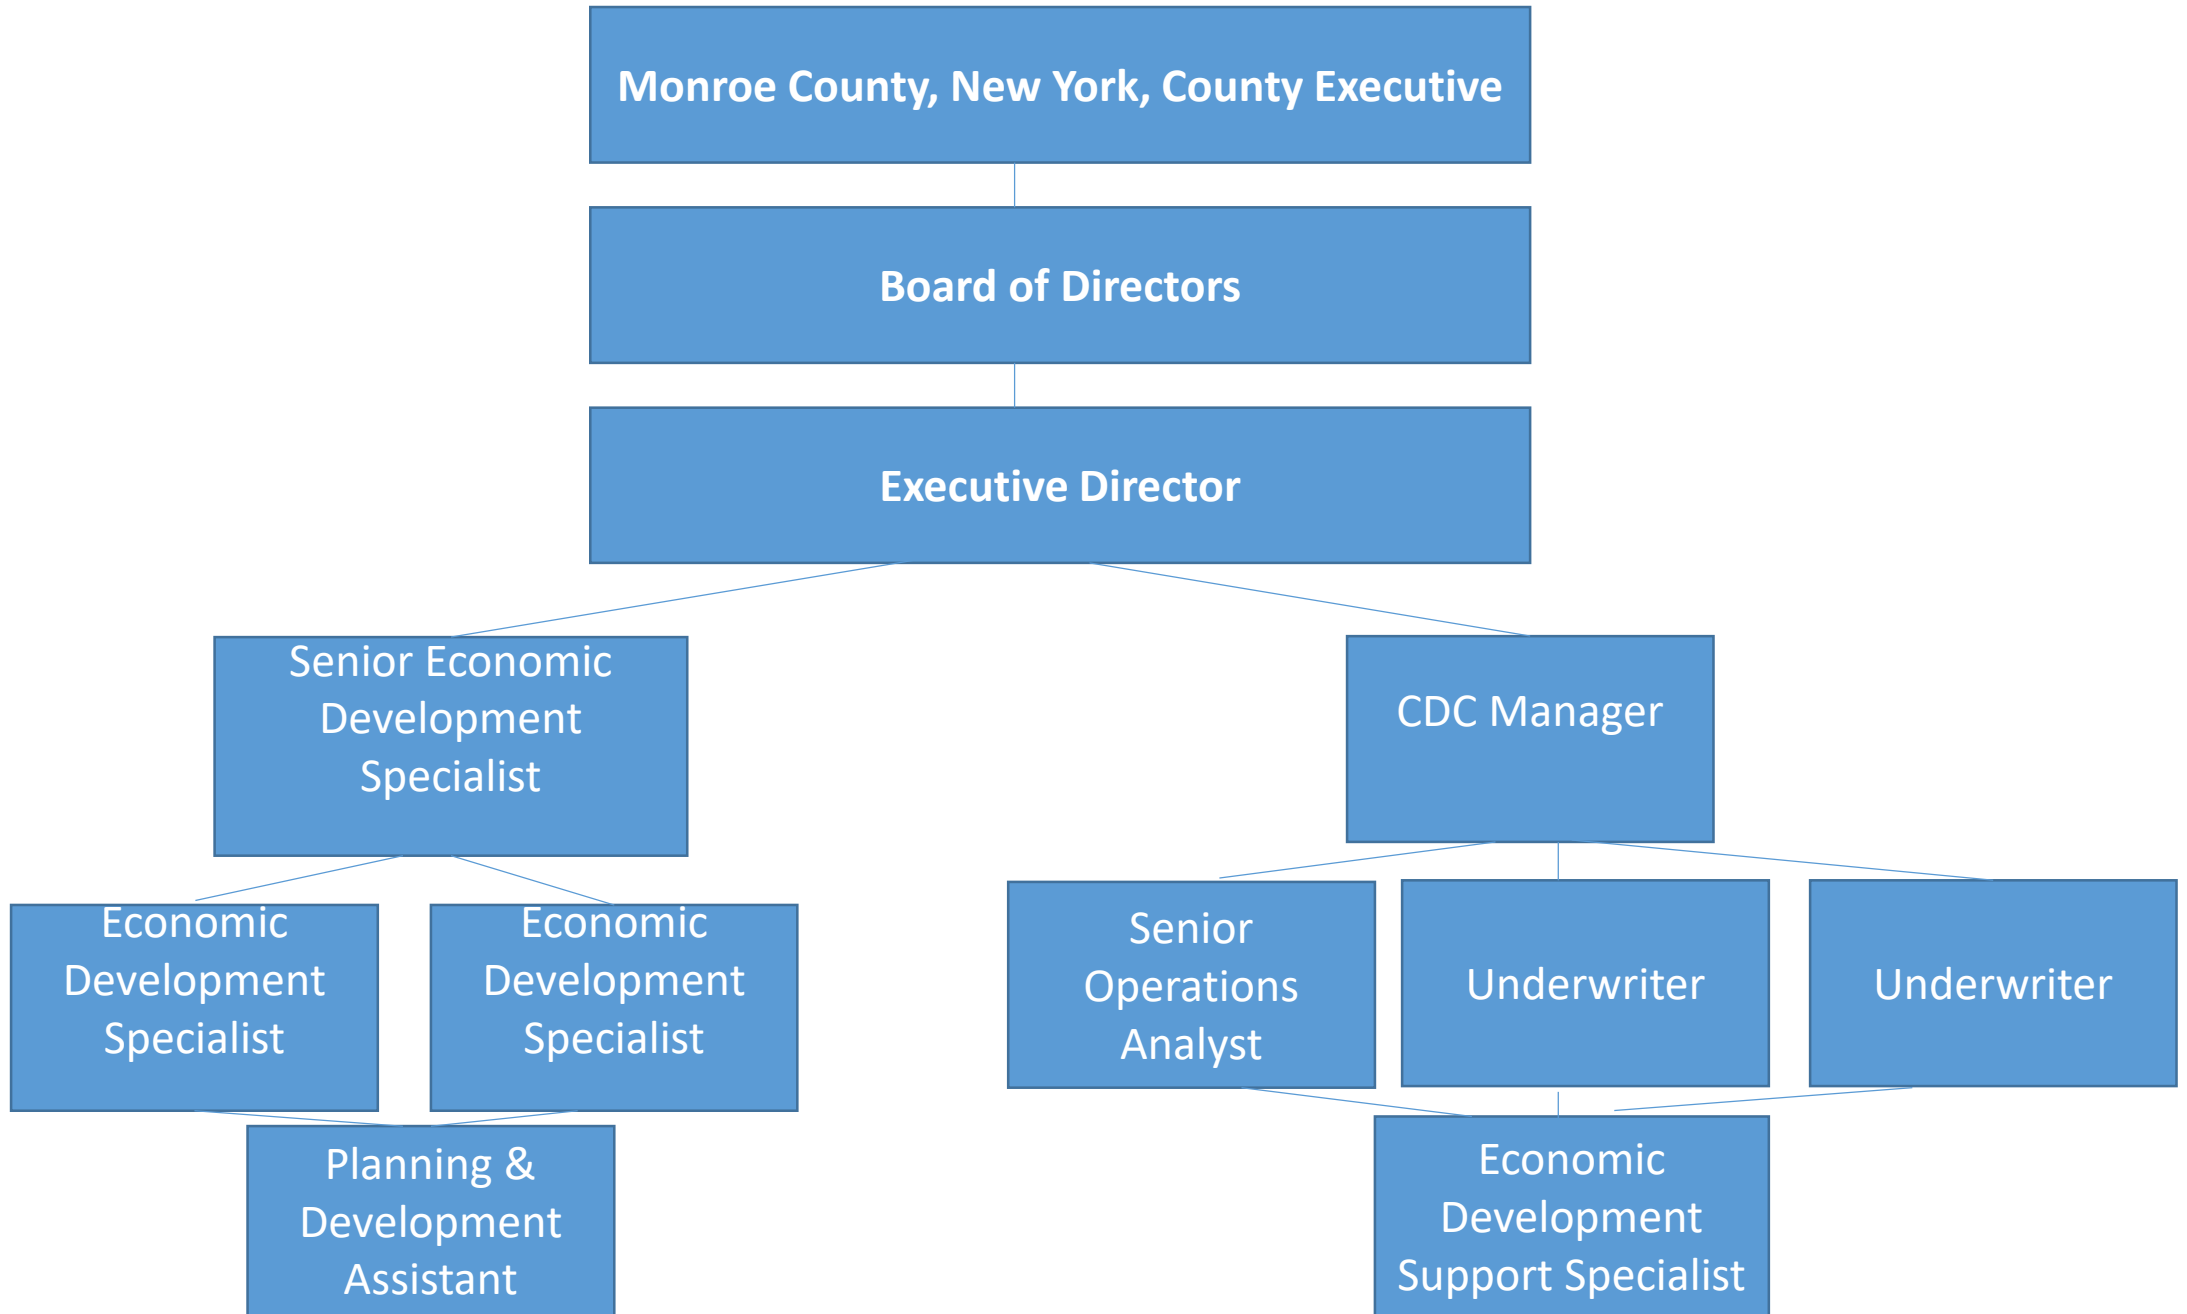 Monroe County, New York, County Executive
Board of Directors
Executive Director
Senior Economic
Development
Specialist
CDC Manager
Economic
Development
Specialist
Economic
Development
Specialist
Senior
Operations
Analyst
Underwriter
Underwriter
Planning &
Development
Assistant
Economic
Development
Support Specialist